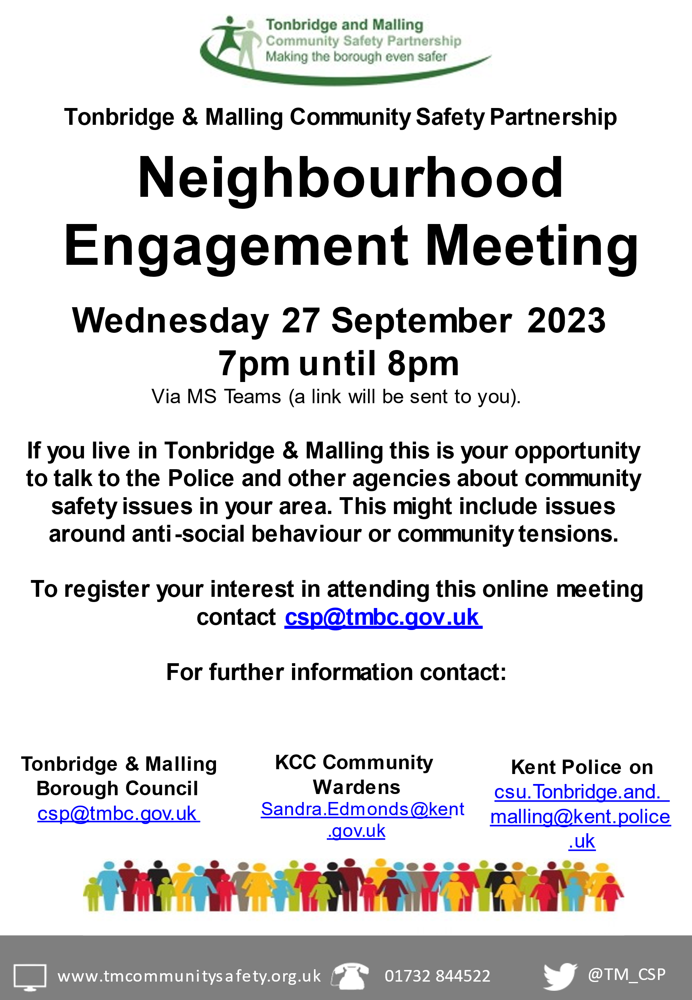 Tonbridge and Malling
Community Safety Partnership
Making the borough even safer
Tonbridge & Malling Community Safety Partnership
Neighbourhood
Engagement Meeting
Wednesday 27 September 2023
7pm until 8pm
Via MS Teams (a link will be sent to you).
If you live in Tonbridge & Malling this is your opportunity
to talk to the Police and other agencies about community
safety issues in your area. This might include issues
around anti-social behaviour or community tensions.
To register your interest in attending this online meeting
contact csp@tmbc.gov.uk
For further information contact:
Tonbridge & Malling
Borough Council
csp@tmbc.gov.uk
KCC Community
Wardens
Sandra.Edmonds@kent
.gov.uk
Kent Police on
csu.Tonbridge.and.
malling@kent.police
.uk
www.tmcommunitysafety.org.uk
01732 844522
@TM_CSP